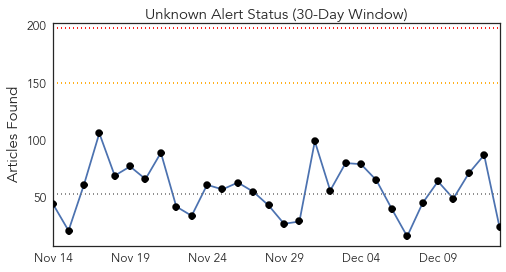 Unknown Alert Status (30-Day Window)
200
150
100
50
Articles Found
Nov 14 Nov 19 Nov 24 Nov 29 Dec 04 Dec 09